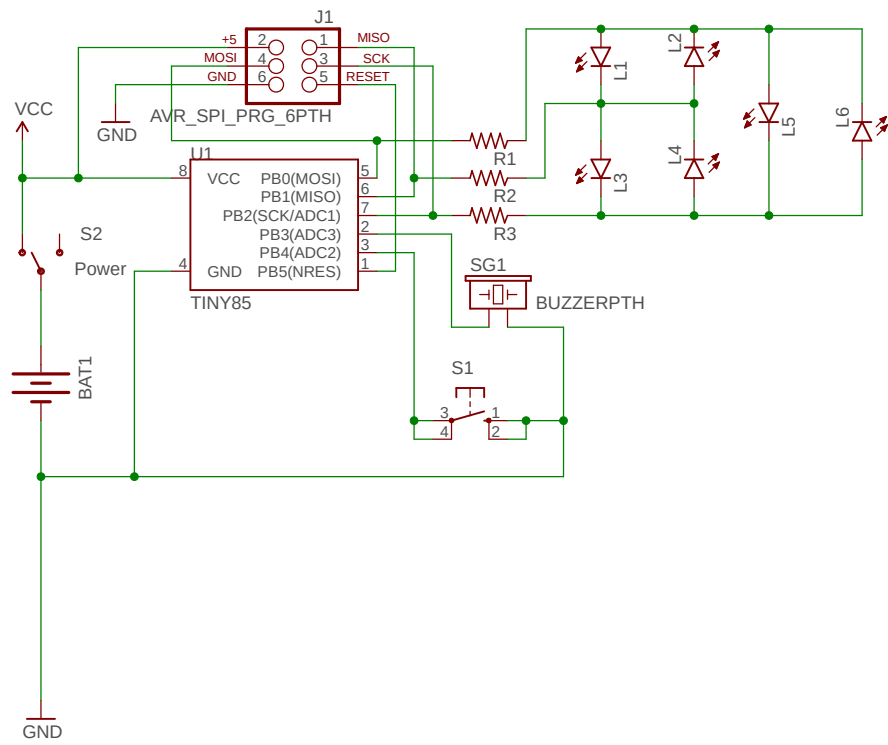 J1
+5 2 1 MISO
MOSI 4 3 SCK
GND 6 5 RESET
AVR_SPI_PRG_6PTH
GND
VCC
U1
8 VCC PB0(MOSI) 5
PB1(MISO) 6
PB2(SCK/ADC1) 7
PB3(ADC3) 2
PB4(ADC2) 3
4 GND PB5(NRES) 1
TINY85
S2
Power
BAT1
GND
R1
R2
R3
L1
L2
L3
L4
L5
L6
SG1
BUZZERPTH
S1
3 1
4 2